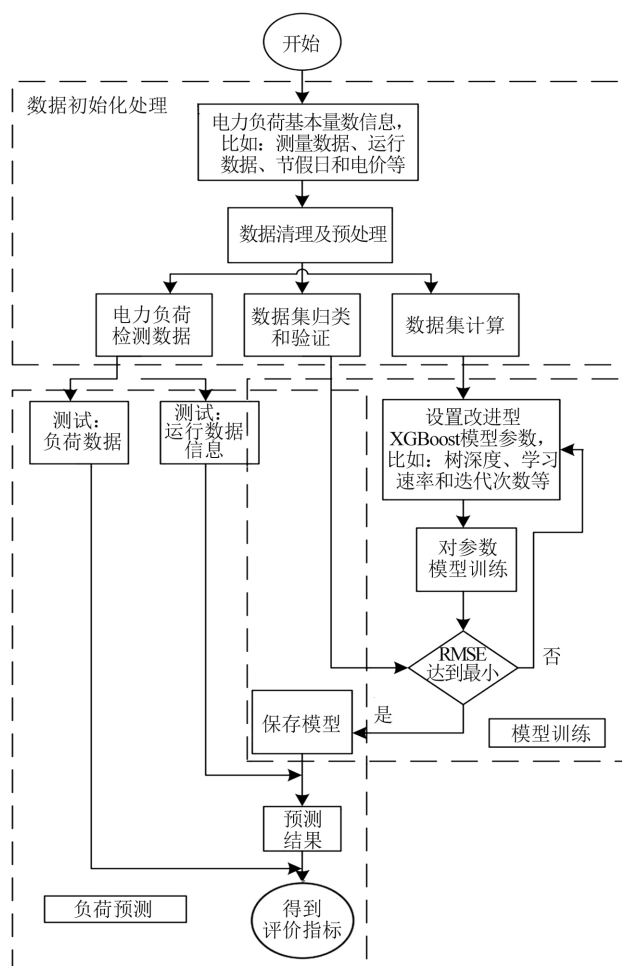 开始
数据初始化处理
电力负荷基本量数信息，
比如：测量数据、运行
数据、节假日和电价等
数据清理及预处理
电力负荷
检测数据
数据集归类
和验证
数据集计算
测试：
负荷数据
测试：
运行数据
信息
设置改进型
XGBoost模型参数，
比如：树深度、学习
速率和迭代次数等
对参数
模型训练
RMSE
达到最小
否
是
保存模型
模型训练
预测
结果
负荷预测
得到
评价指标